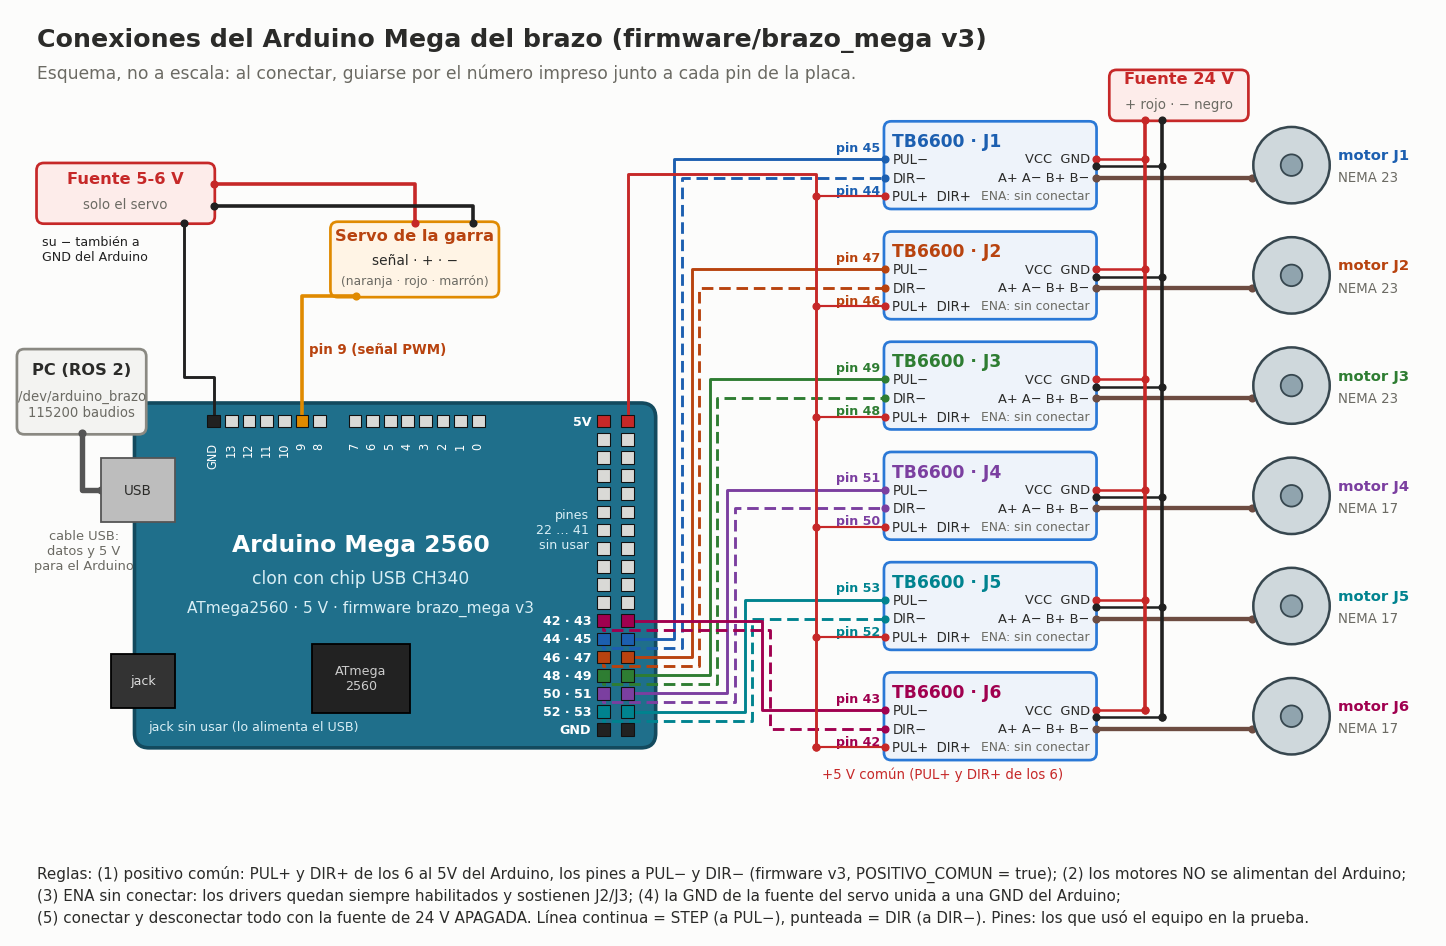 Conexiones del Arduino Mega del brazo (firmware/brazo_mega v3)
Esquema, no a escala: al conectar, guiarse por el número impreso junto a cada pin de la placa.
Fuente 24 V
+ rojo · − negro
Fuente 5-6 V
solo el servo
su − también a
GND del Arduino
Servo de la garra
señal · + · −
(naranja · rojo · marrón)
pin 9 (señal PWM)
PC (ROS 2)
/dev/arduino_brazo
115200 baudios
USB
cable USB:
datos y 5 V
para el Arduino
GND
13
12
11
10
9
8
7
6
5
4
3
2
1
0
5V
pines
22 ... 41
sin usar
Arduino Mega 2560
clon con chip USB CH340
ATmega2560 · 5 V · firmware brazo_mega v3
42 · 43
44 · 45
46 · 47
48 · 49
50 · 51
52 · 53
GND
ATmega
2560
jack
jack sin usar (lo alimenta el USB)
pin 45
pin 44
TB6600 · J1
PUL− VCC GND
DIR− A+ A− B+ B−
PUL+ DIR+ ENA: sin conectar
motor J1
NEMA 23
pin 47
pin 46
TB6600 · J2
PUL− VCC GND
DIR− A+ A− B+ B−
PUL+ DIR+ ENA: sin conectar
motor J2
NEMA 23
pin 49
pin 48
TB6600 · J3
PUL− VCC GND
DIR− A+ A− B+ B−
PUL+ DIR+ ENA: sin conectar
motor J3
NEMA 23
pin 51
pin 50
TB6600 · J4
PUL− VCC GND
DIR− A+ A− B+ B−
PUL+ DIR+ ENA: sin conectar
motor J4
NEMA 17
pin 53
pin 52
TB6600 · J5
PUL− VCC GND
DIR− A+ A− B+ B−
PUL+ DIR+ ENA: sin conectar
motor J5
NEMA 17
pin 43
pin 42
TB6600 · J6
PUL− VCC GND
DIR− A+ A− B+ B−
PUL+ DIR+ ENA: sin conectar
motor J6
NEMA 17
+5 V común (PUL+ y DIR+ de los 6)
Reglas: (1) positivo común: PUL+ y DIR+ de los 6 al 5V del Arduino, los pines a PUL− y DIR− (firmware v3, POSITIVO_COMUN = true); (2) los motores NO se alimentan del Arduino;
(3) ENA sin conectar: los drivers quedan siempre habilitados y sostienen J2/J3; (4) la GND de la fuente del servo unida a una GND del Arduino;
(5) conectar y desconectar todo con la fuente de 24 V APAGADA. Línea continua = STEP (a PUL−), punteada = DIR (a DIR−). Pines: los que usó el equipo en la prueba.